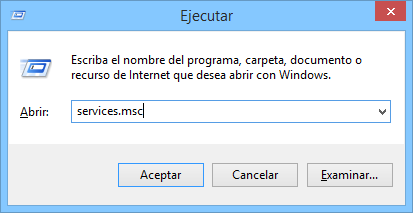 Ejecutar
Escriba el nombre del programa, carpeta, documento o
recurso de Internet que desea abrir con Windows.
Abrir: services.msc
Aceptar Cancelar Examinar...